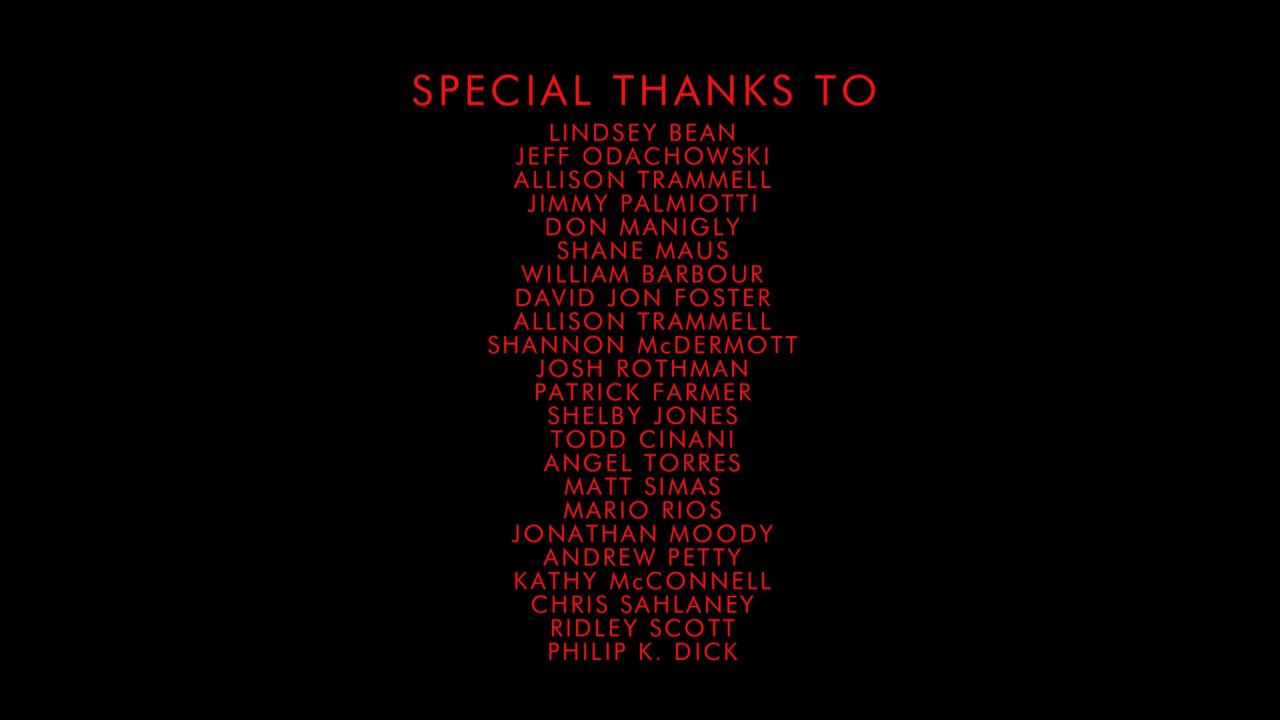 SPECIAL THANKS TO
LINDSEY BEAN
JEFF ODACHOWSKI
ALLISON TRAMMELL
JIMMY PALMIOTTI
DON MANIGLY
SHANE MAUS
WILLIAM BARBOUR
DAVID JON FOSTER
ALLISON TRAMMELL
SHANNON McDERMOTT
JOSH ROTHMAN
PATRICK FARMER
SHELBY JONES
TODD CINANI
ANGEL TORRES
MATT SIMAS
MARIO RIOS
JONATHAN MOODY
ANDREW PETTY
KATHY McCONNELL
CHRIS SAHLANEY
RIDLEY SCOTT
PHILIP K. DICK